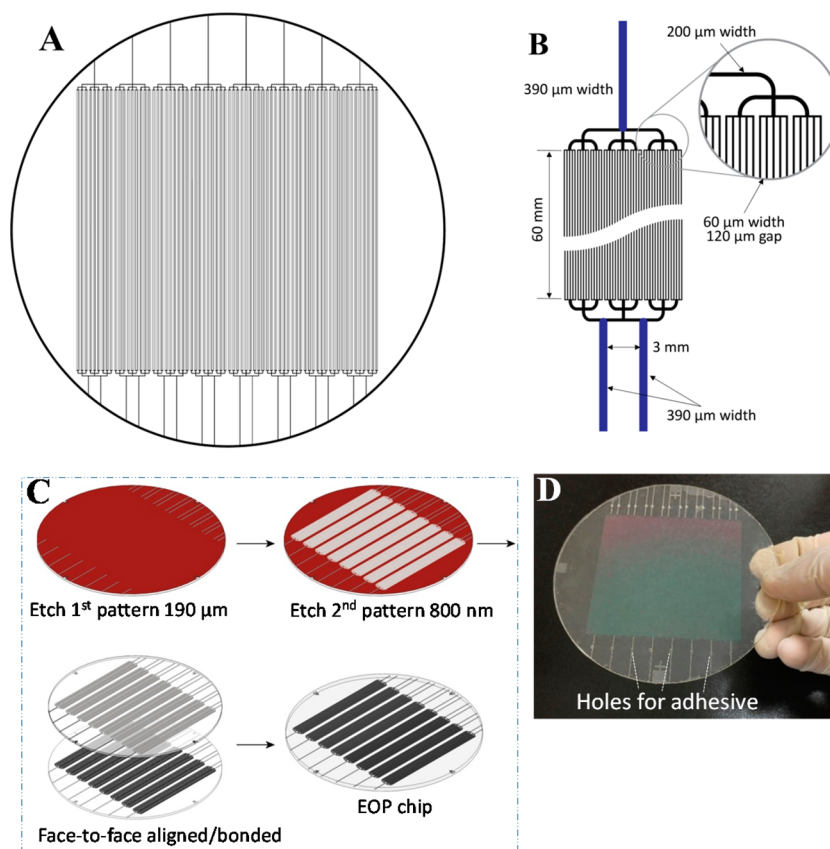 A
B
200 µm width
390 µm width
60 mm
60 µm width
120 µm gap
3 mm
390 µm width
C
Etch 1st pattern 190 µm
Etch 2nd pattern 800 nm
Face-to-face aligned/bonded
EOP chip
D
Holes for adhesive